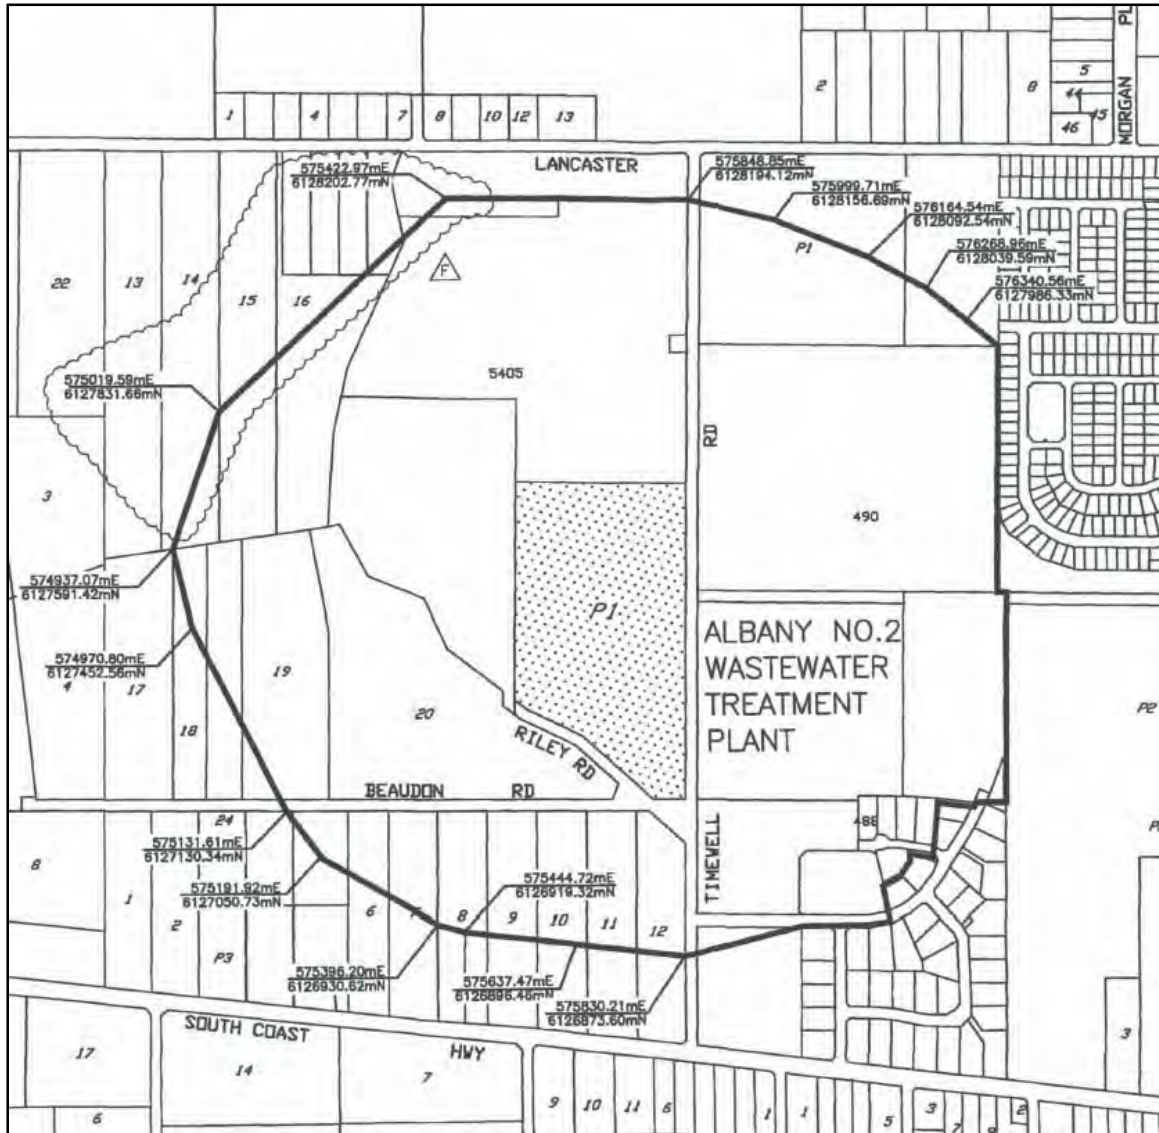 PL
MORGAN
2
8
5
44
45
46
1
4
7
8
10
12
13
LANCASTER
575422.97mE
6128202.77mN
575848.85mE
6128194.12mN
575999.71mE
6128156.69mN
576164.54mE
6128092.54mN
576268.96mE
6128039.59mN
576340.56mE
6127986.33mN
P1
F
22
13
14
15
16
5405
575019.59mE
6127831.66mN
RD
3
490
574937.07mE
6127591.42mN
P1
ALBANY NO.2
WASTEWATER
TREATMENT
PLANT
574970.80mE
6127452.56mN
4
17
18
19
20
P2
RILEY RD
BEAUDON RD
TIMEWELL
24
488
575131.61mE
6127130.34mN
8
575191.92mE
6127050.73mN
575444.72mE
6126919.32mN
1
2
P3
6
7
8
9
10
11
12
575396.20mE
6126930.62mN
575637.47mE
6126896.46mN
575830.21mE
6126873.60mN
SOUTH COAST
HWY
3
17
14
7
6
9
10
11
6
1
1
5
3
2
7